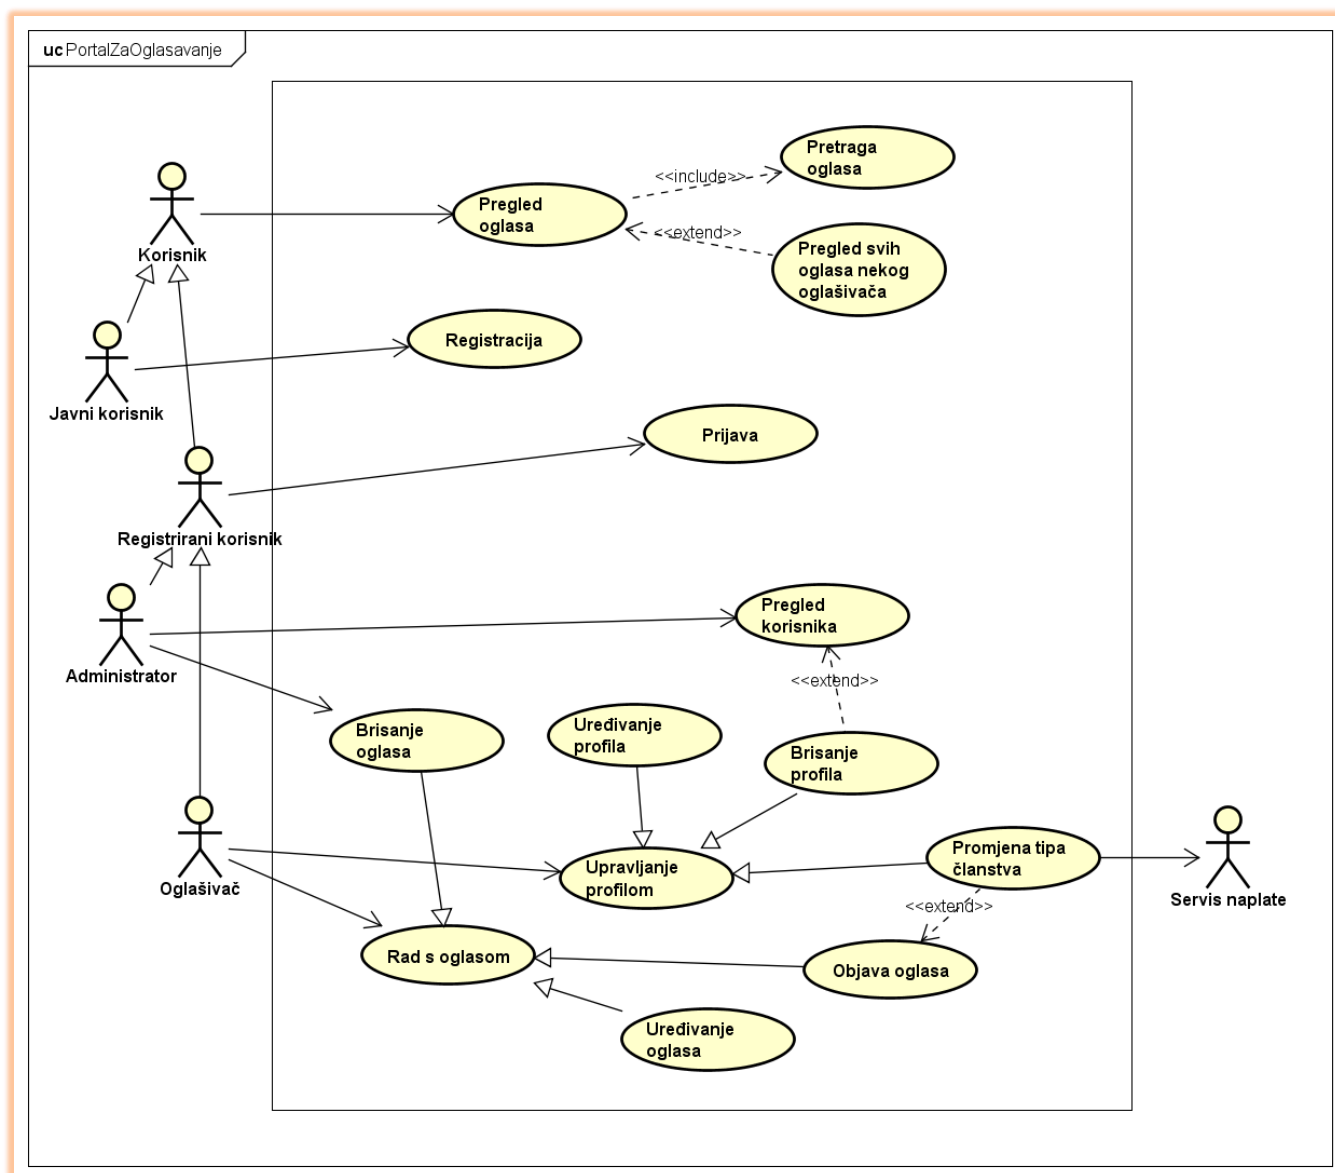 uc PortalZaOglasavanje
Pretraga
oglasa
<<include>>
Pregled
oglasa
<<extend>>
Korisnik
Pregled svih
oglasa nekog
oglašivača
Registracija
Javni korisnik
Prijava
Registrirani korisnik
Pregled
korisnika
Administrator
<<extend>>
Brisanje
oglasa
Uređivanje
profila
Brisanje
profila
Promjena tipa
članstva
Upravljanje
profilom
Oglašivač
Servis naplate
<<extend>>
Rad s oglasom
Objava oglasa
Uređivanje
oglasa